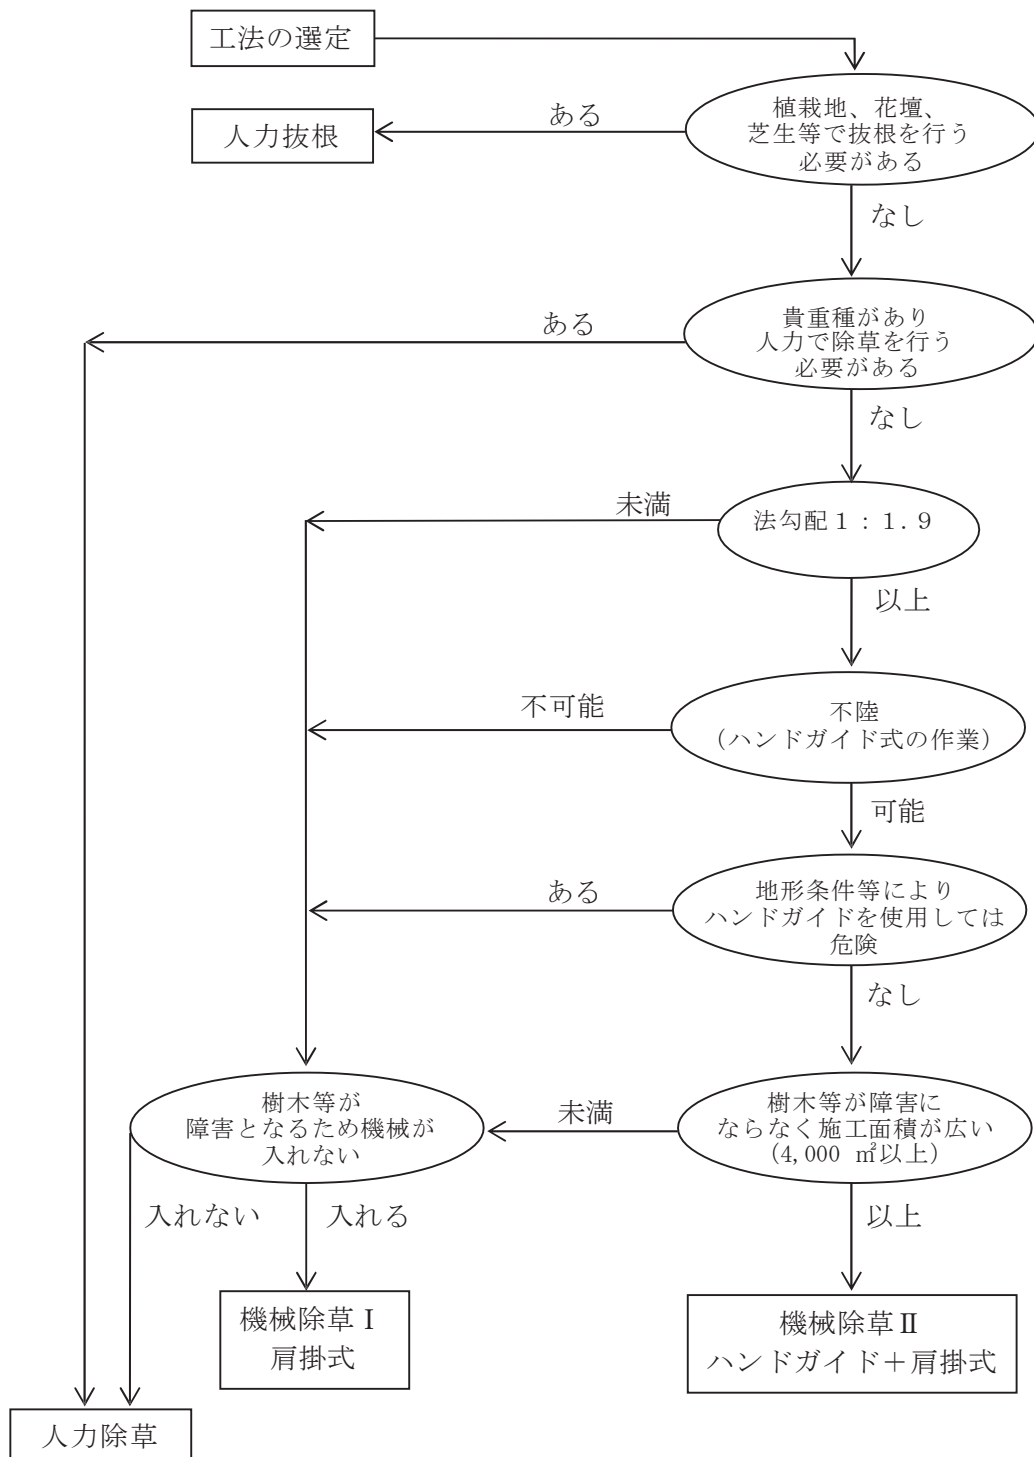 工法の選定
植栽地、花壇、
芝生等で抜根を行う
必要がある
ある
人力抜根
なし
貴重種があり
人力で除草を行う
必要がある
ある
なし
法勾配１：１.９
未満
以上
不陸
（ハンドガイド式の作業）
不可能
可能
地形条件等により
ハンドガイドを使用しては
危険
ある
なし
樹木等が障害に
ならなく施工面積が広い
(4,000 ㎡以上)
未満
樹木等が
障害となるため機械が
入れない
入れない
入れる
以上
機械除草Ⅰ
肩掛式
機械除草Ⅱ
ハンドガイド＋肩掛式
人力除草